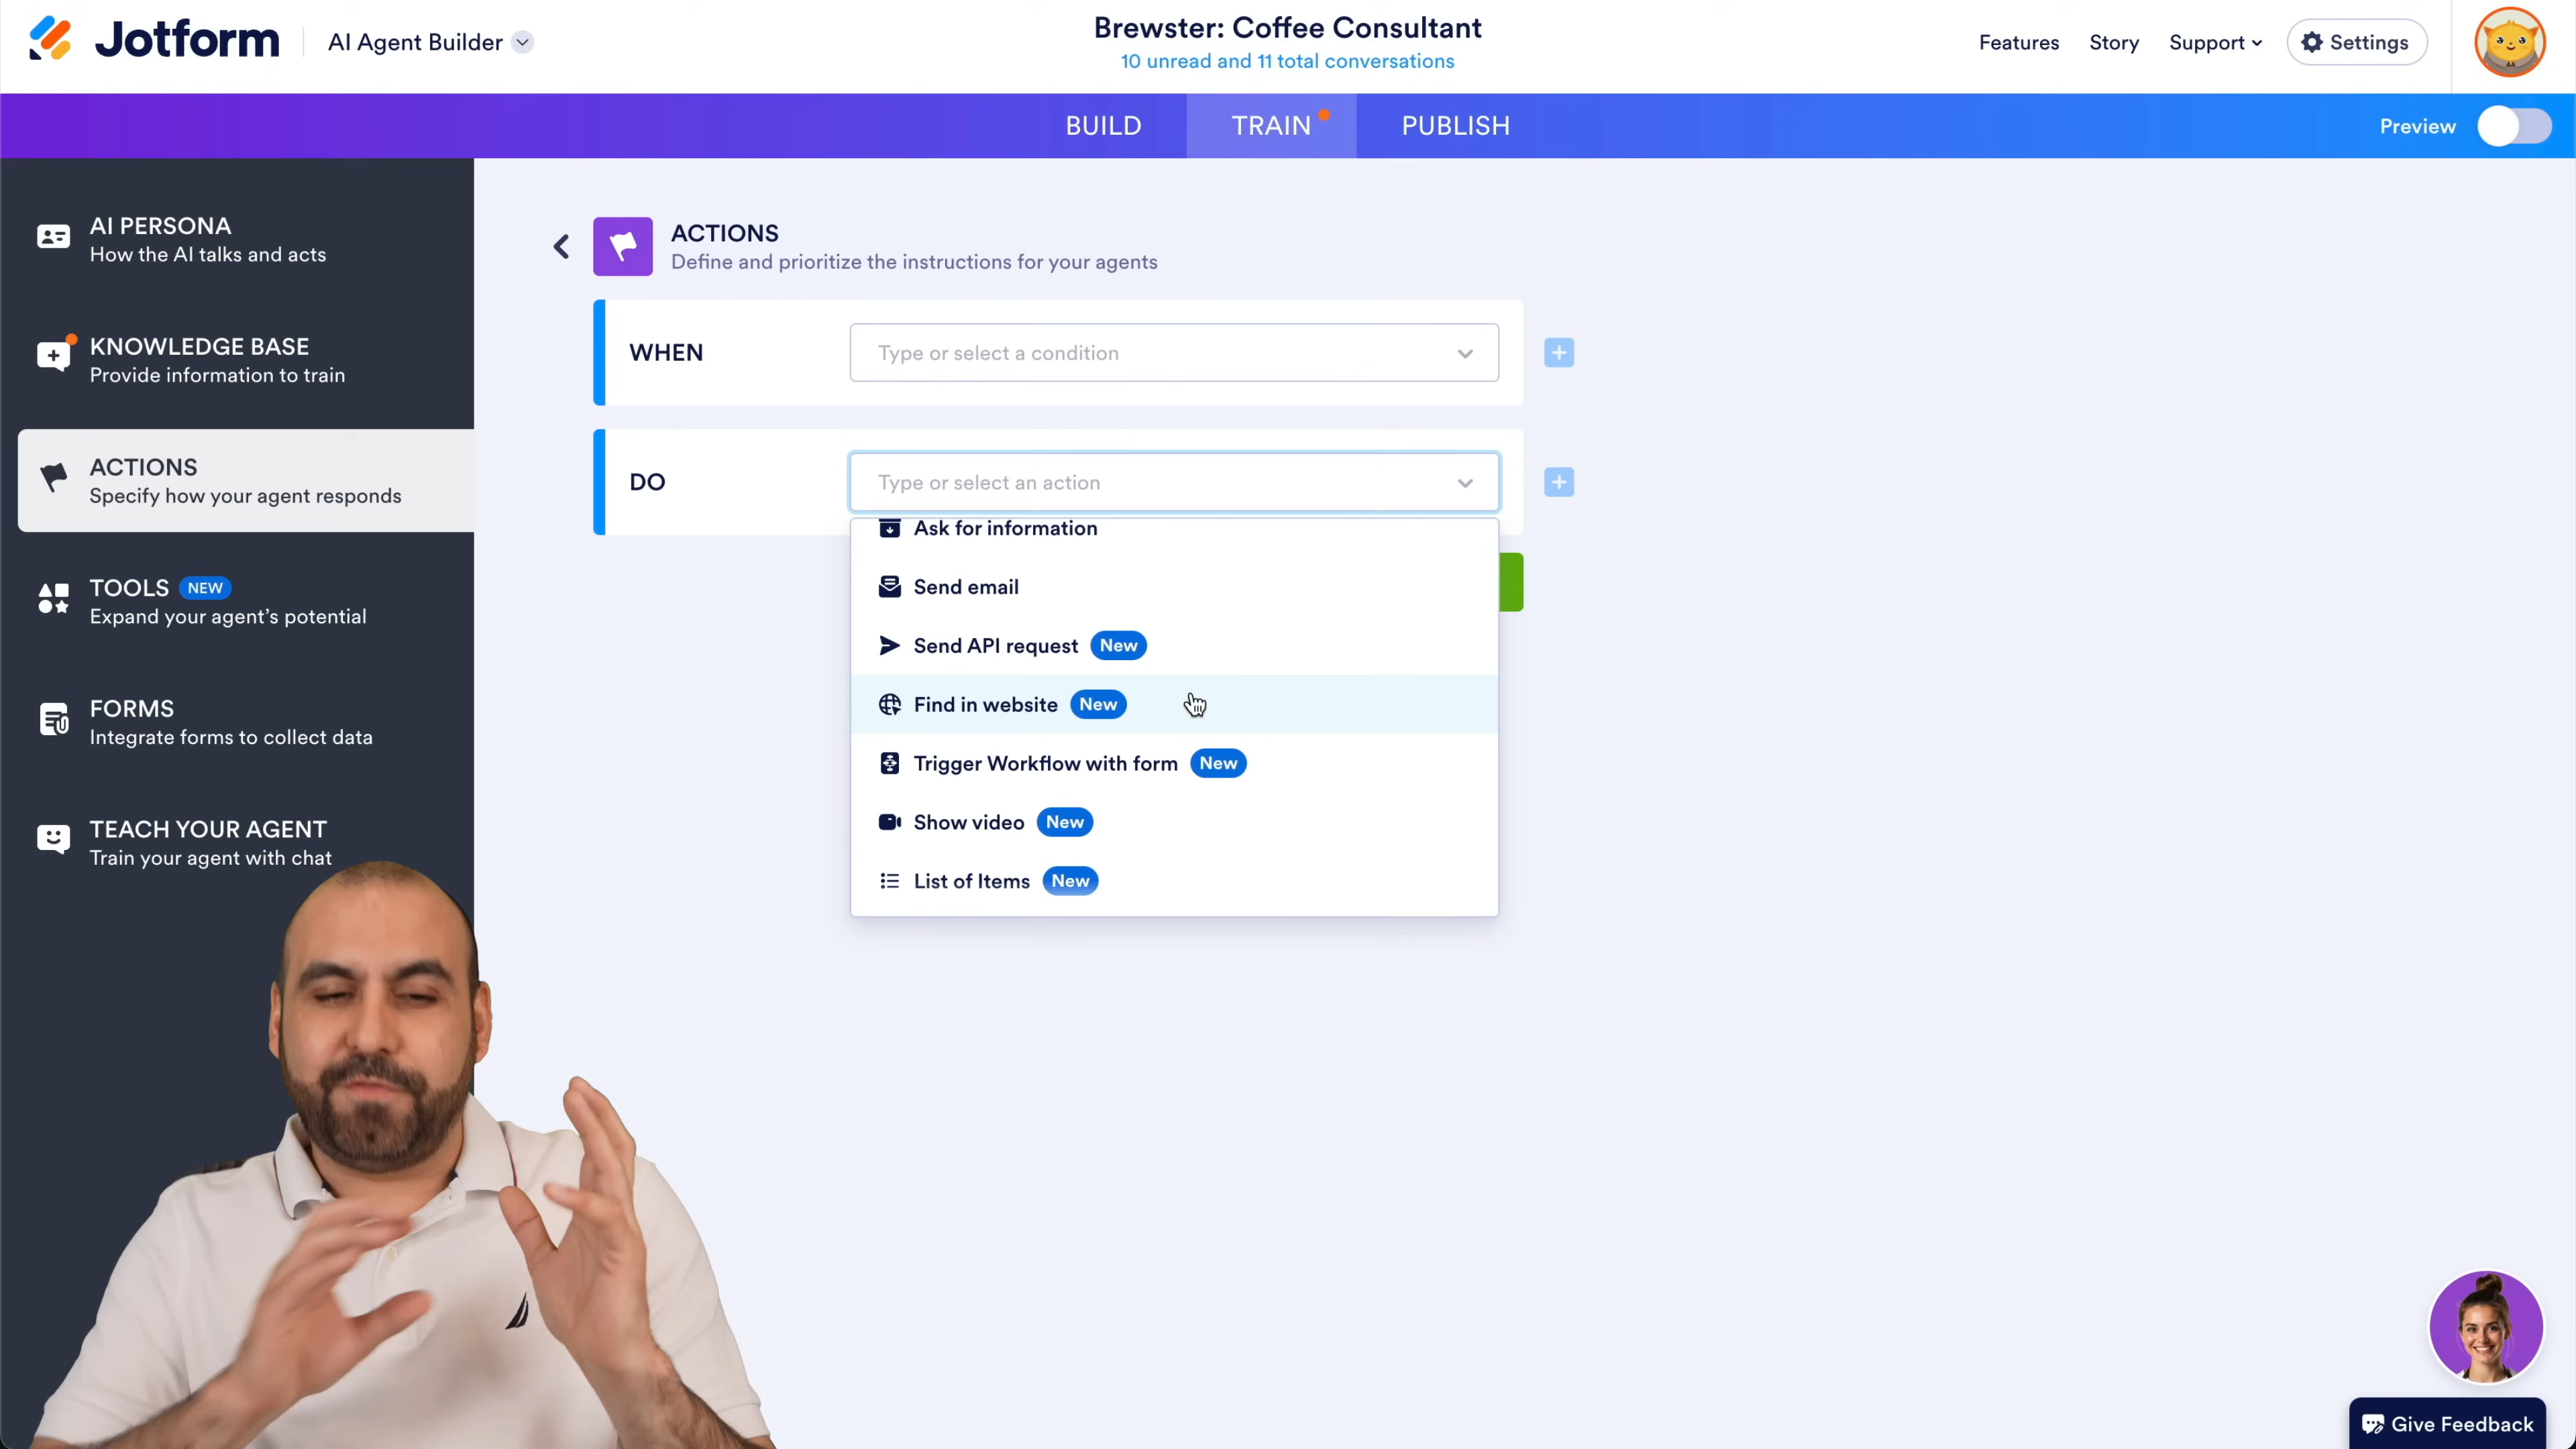 Jotform
AI Agent Builder
Brewster: Coffee Consultant
10 unread and 11 total conversations
Features
Story
Support
Settings
BUILD
TRAIN
PUBLISH
Preview
AI PERSONA
How the AI talks and acts
KNOWLEDGE BASE
Provide information to train
ACTIONS
Specify how your agent responds
TOOLS NEW
Expand your agent's potential
FORMS
Integrate forms to collect data
TEACH YOUR AGENT
Train your agent with chat
ACTIONS
Define and prioritize the instructions for your agents
WHEN
Type or select a condition
DO
Type or select an action
Ask for information
Send email
Send API request New
Find in website New
Trigger Workflow with form New
Show video New
List of Items New
Give Feedback